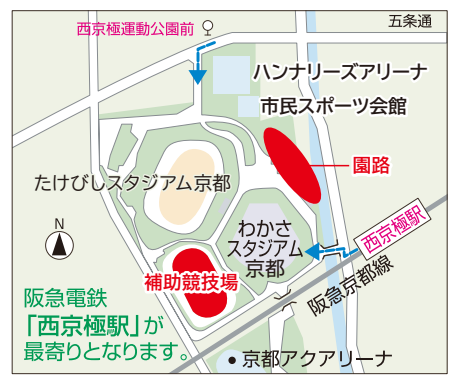 西京極運動公園前
五条通
ハンナリーズアリーナ
市民スポーツ会館
園路
たけびしスタジアム京都
わかさ
スタジアム
京都
西京極駅
N
補助競技場
阪急京都線
阪急電鉄
「西京極駅」が
最寄りとなります。
●京都アクアリーナ